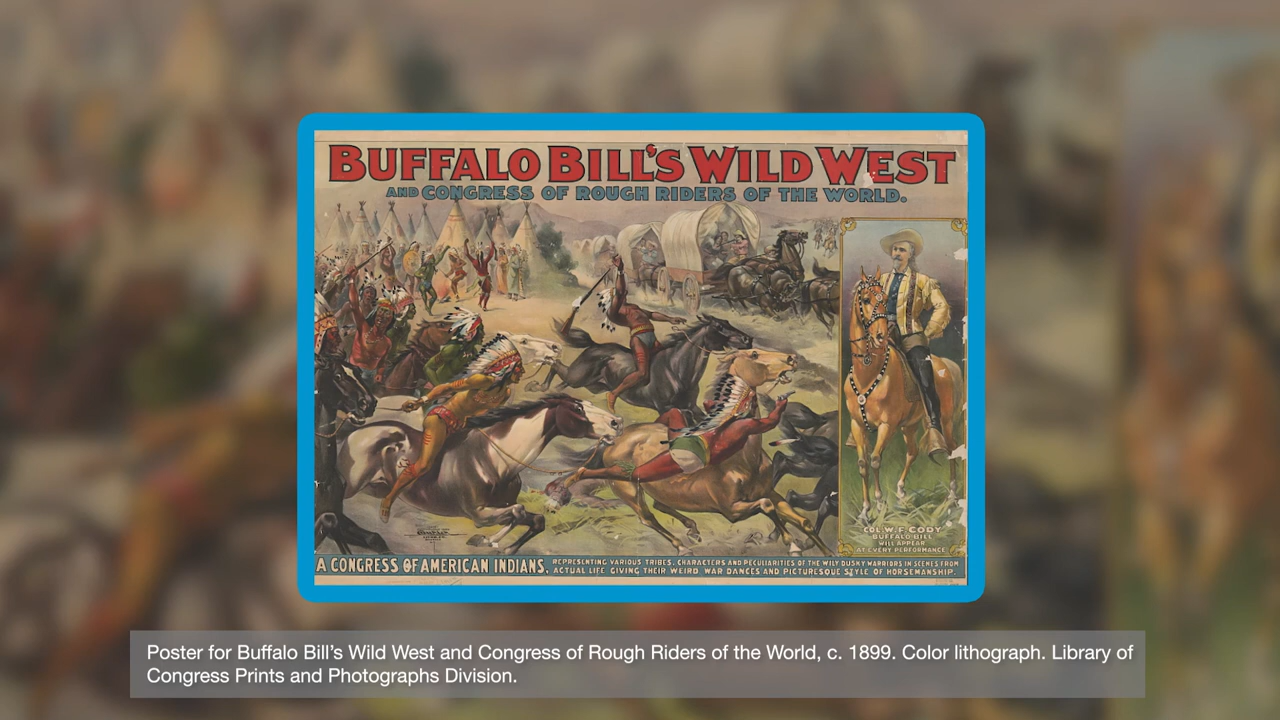 BUFFALO BILL'S WILD WEST
AND CONGRESS OF ROUGH RIDERS OF THE WORLD.
COL. W. F. CODY
BUFFALO BILL
WILL APPEAR
AT EVERY PERFORMANCE
A CONGRESS OF AMERICAN INDIANS, REPRESENTING VARIOUS TRIBES, CHARACTERS AND PECULIARITIES OF THE WILY DUSKY WARRIORS IN SCENES FROM
ACTUAL LIFE GIVING THEIR WEIRD WAR DANCES AND PICTURESQUE STYLE OF HORSEMANSHIP.
Poster for Buffalo Bill’s Wild West and Congress of Rough Riders of the World, c. 1899. Color lithograph. Library of
Congress Prints and Photographs Division.